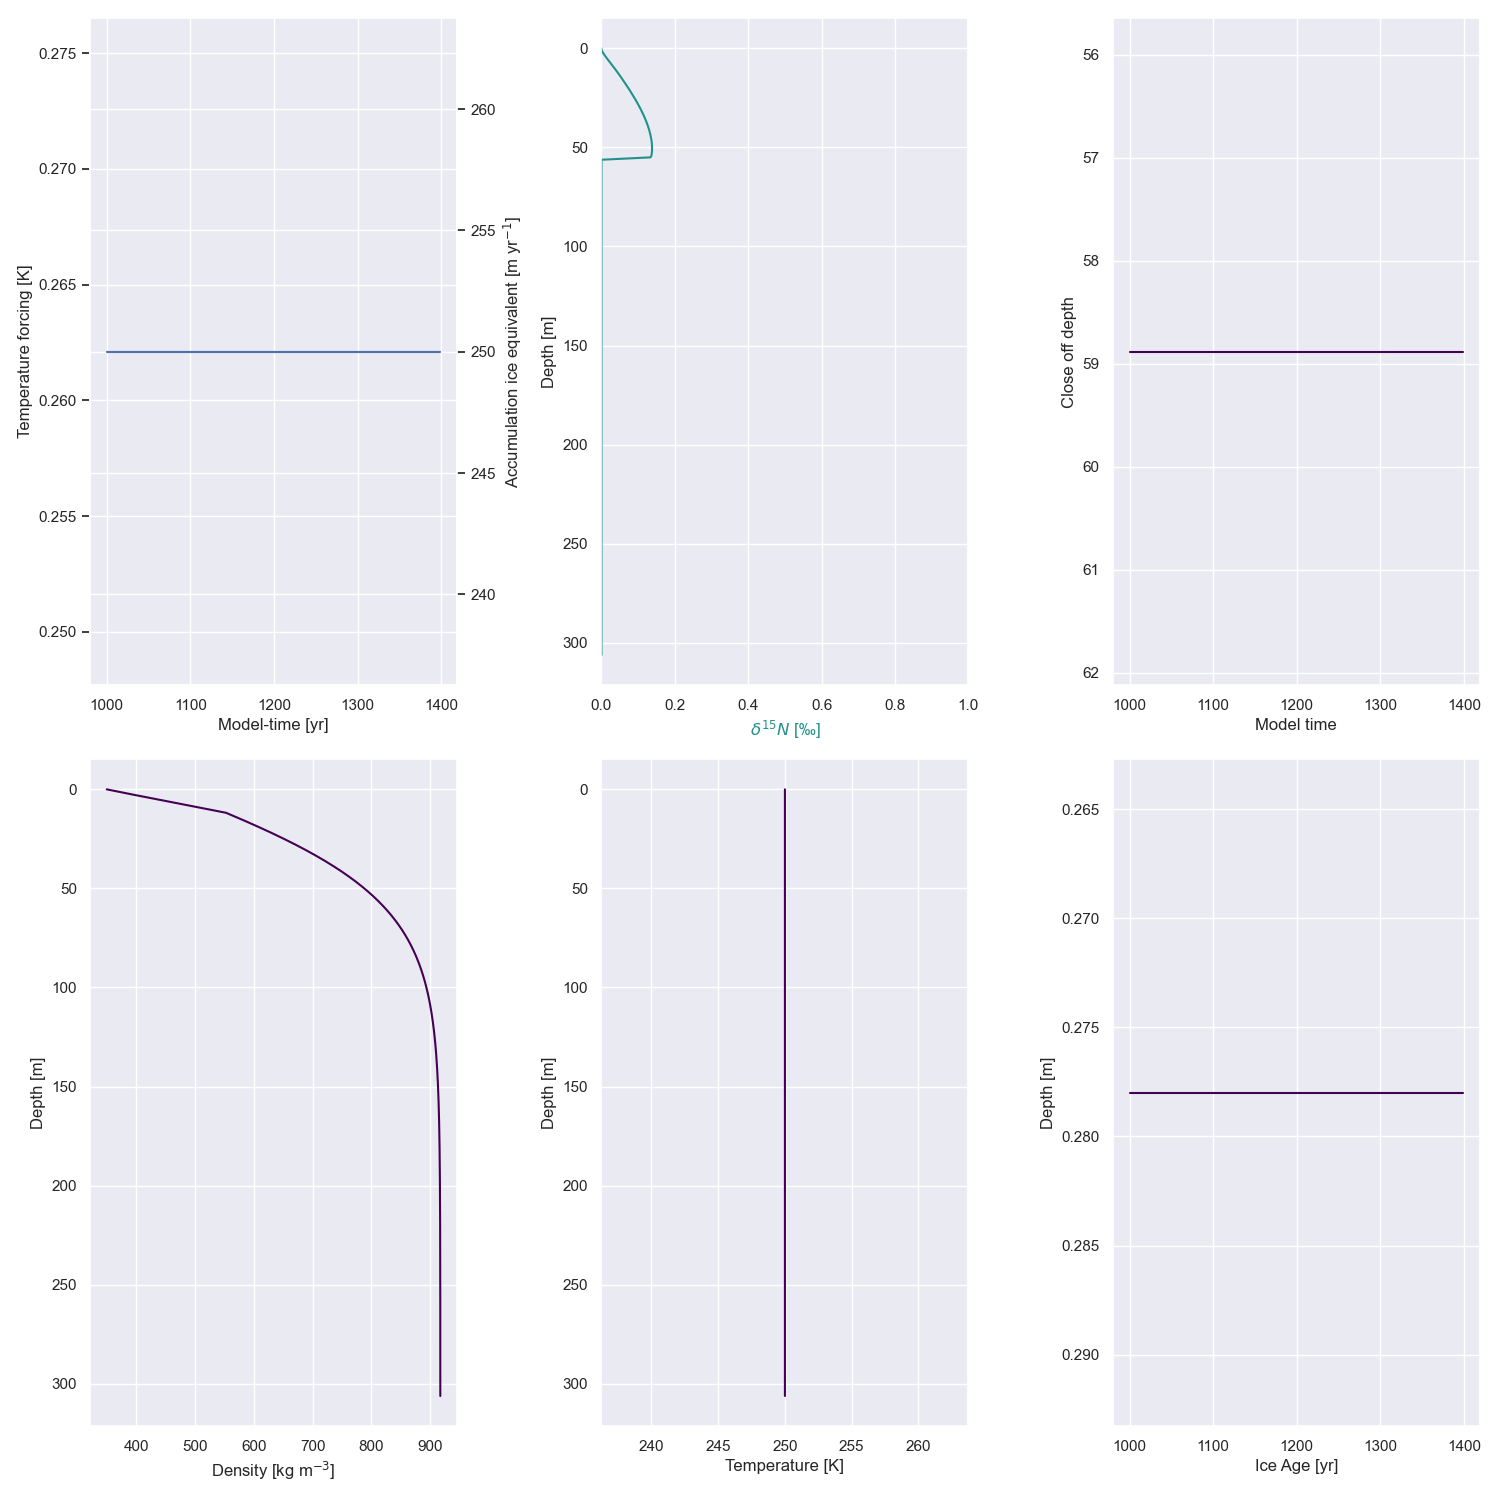 0.275
0.270
0.265
0.260
0.255
0.250
Temperature forcing [K]
260
255
250
245
240
Accumulation ice equivalent [m yr⁻¹]
1000 1100 1200 1300 1400
Model-time [yr]
0
50
100
150
200
250
300
Depth [m]
0.0 0.2 0.4 0.6 0.8 1.0
δ¹⁵N [‰]
56
57
58
59
60
61
62
Close off depth
1000 1100 1200 1300 1400
Model time
0
50
100
150
200
250
300
Depth [m]
400 500 600 700 800 900
Density [kg m⁻³]
0
50
100
150
200
250
300
Depth [m]
240 245 250 255 260
Temperature [K]
0.265
0.270
0.275
0.280
0.285
0.290
Depth [m]
1000 1100 1200 1300 1400
Ice Age [yr]